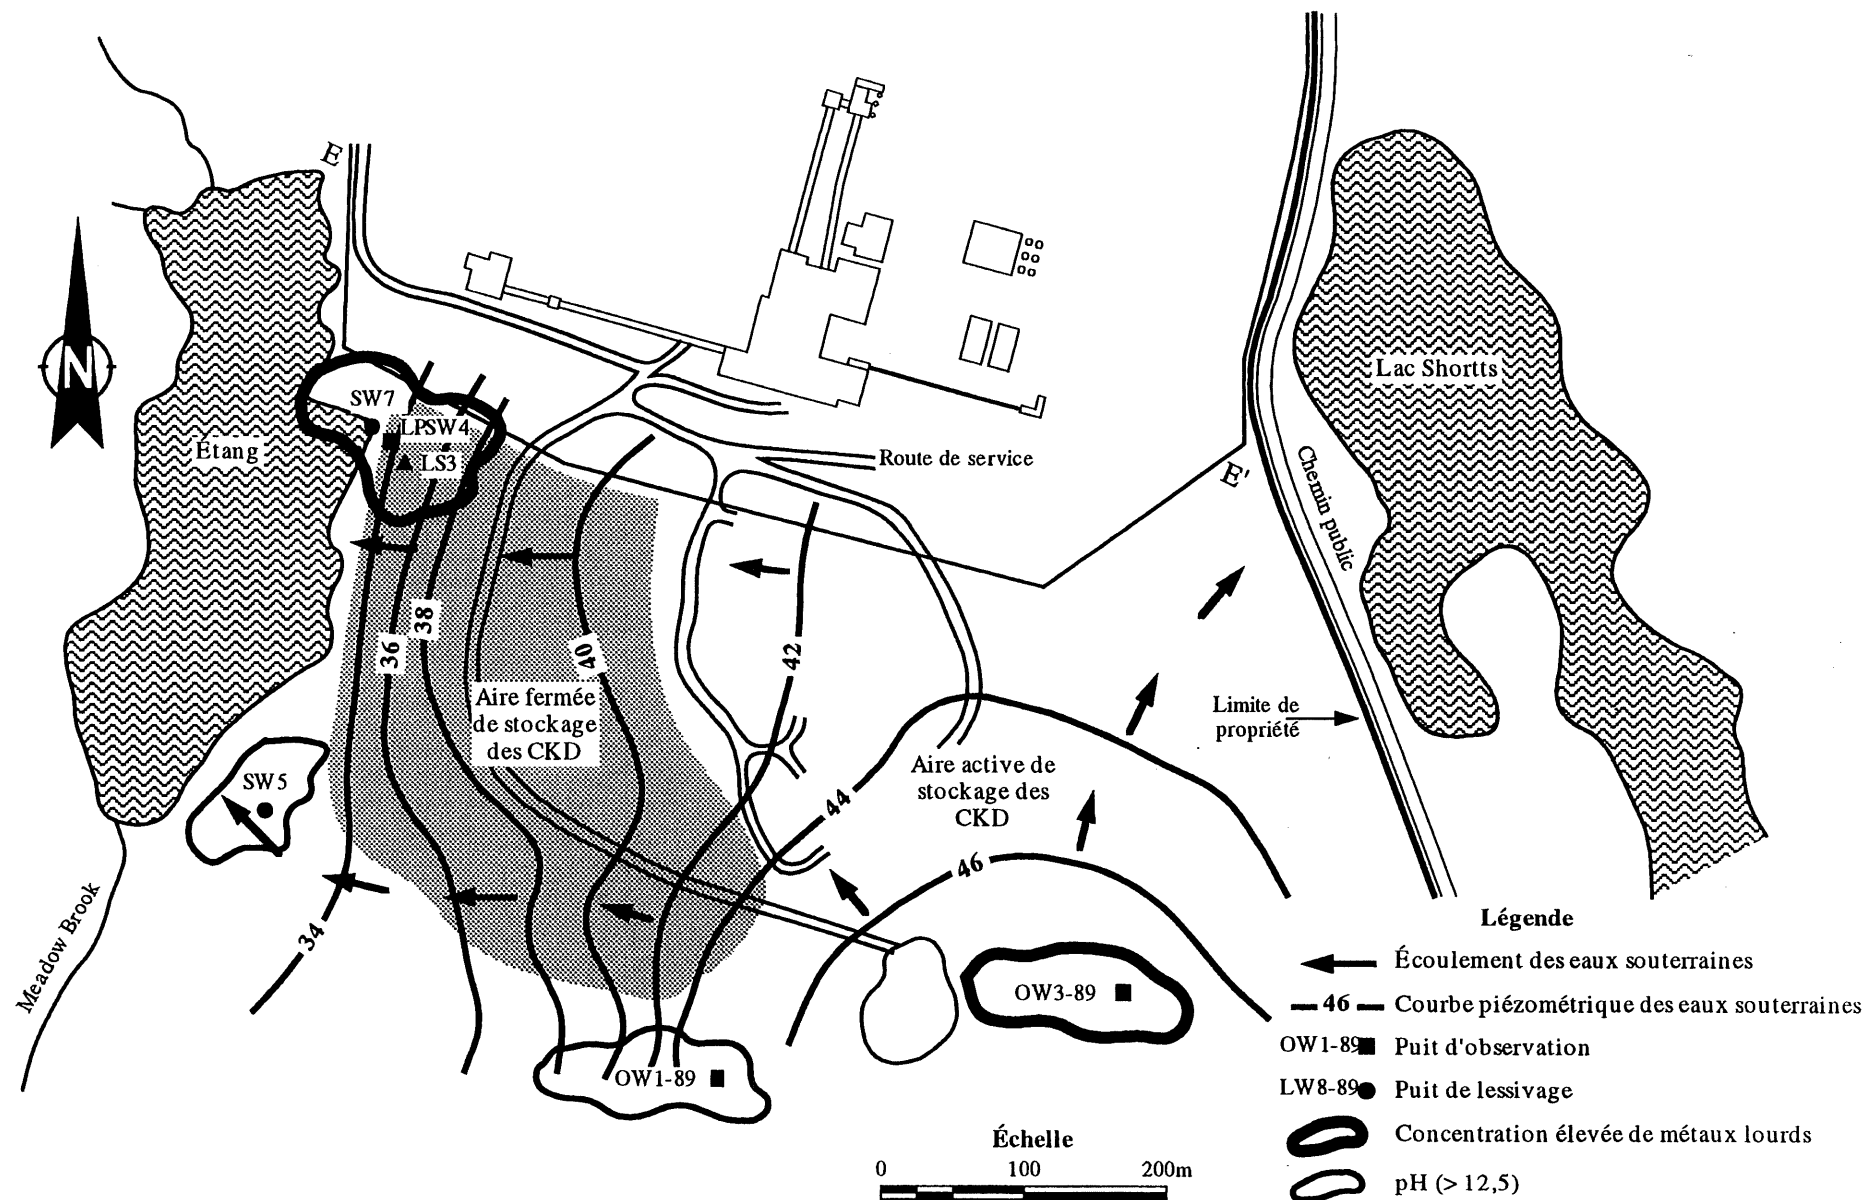 E
N
SW7
LPSW4
LS3
Étang
Route de service
E'
Lac Shortts
Chemin public
36
38
40
42
Aire fermée
de stockage
des CKD
Limite de
propriété
SW5
Aire active de
stockage des
CKD
44
46
34
Meadow Brook
OW3-89
OW1-89
Légende
Écoulement des eaux souterraines
46
Courbe piézométrique des eaux souterraines
OW1-89
Puit d'observation
LW8-89
Puit de lessivage
Concentration élevée de métaux lourds
pH (> 12,5)
Échelle
0 100 200m